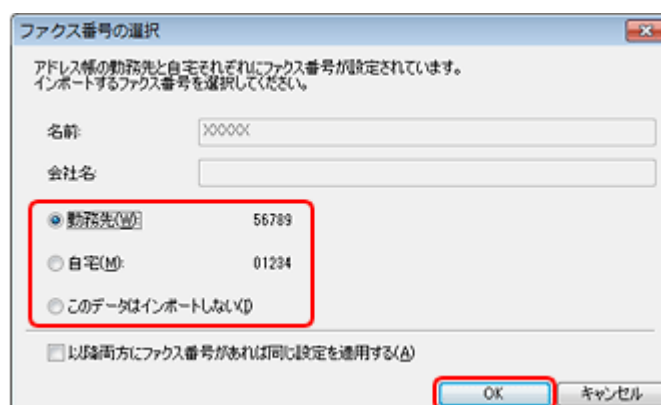 ファクス番号の選択
アドレス帳の勤務先と自宅それぞれにファクス番号が設定されています。
インポートするファクス番号を選択してください。
名前: XXXXX
会社名:
勤務先(W): 56789
自宅(M): 01234
このデータはインポートしない(I)
以降両方にファクス番号があれば同じ設定を適用する(A)
OK キャンセル